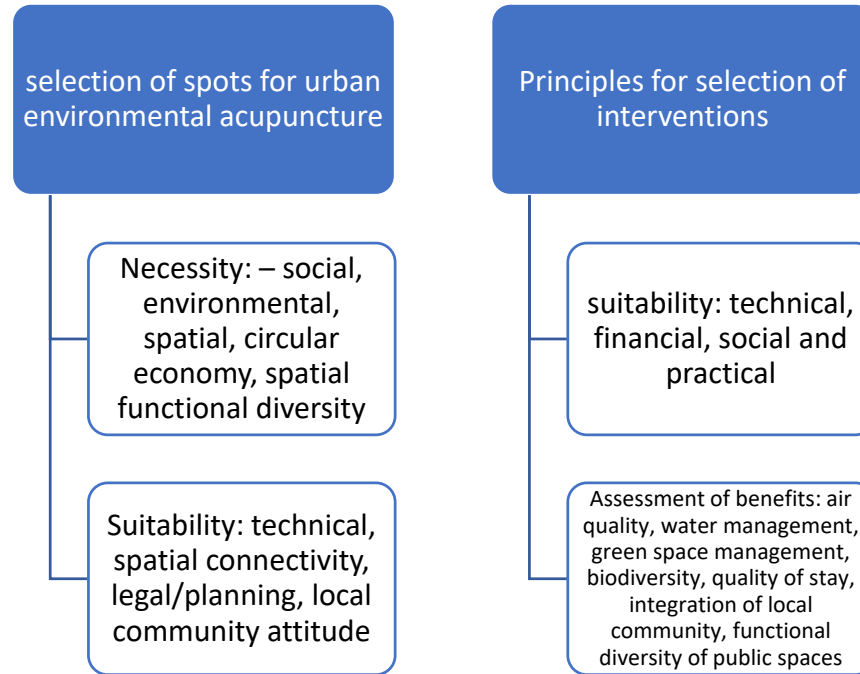 selection of spots for urban
environmental acupuncture
Necessity: – social,
environmental,
spatial, circular
economy, spatial
functional diversity
Suitability: technical,
spatial connectivity,
legal/planning, local
community attitude
Principles for selection of
interventions
suitability: technical,
financial, social and
practical
Assessment of benefits: air
quality, water management,
green space management,
biodiversity, quality of stay,
integration of local
community, functional
diversity of public spaces